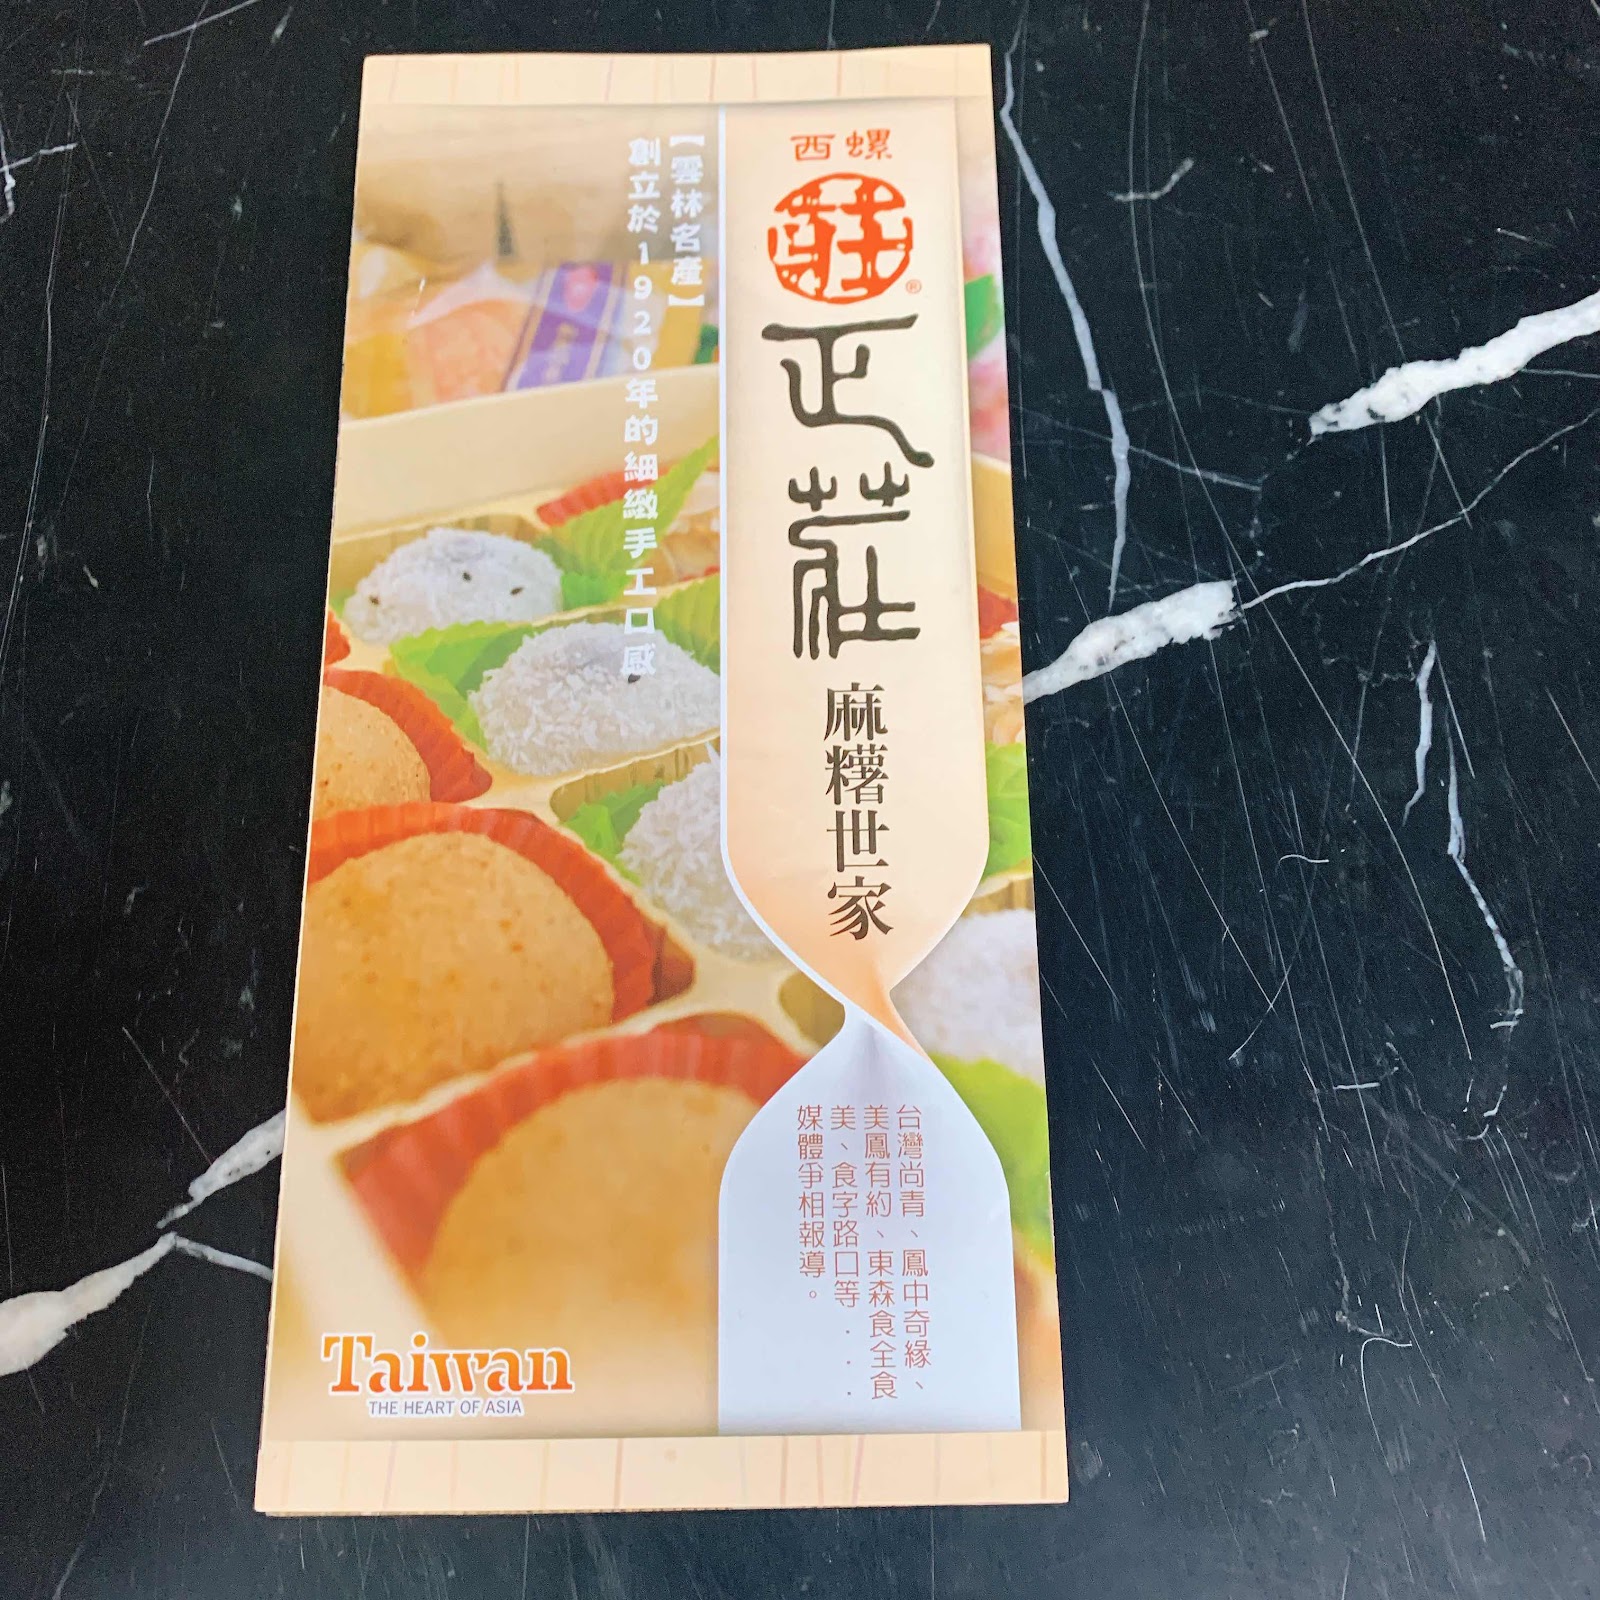 西螺
莊®
正莊
麻糬世家
【雲林名產】
創立於1920年的細緻手工口感
台灣尚青、鳳中奇緣、
美鳳有約、東森食全食
美、食字路口等...
媒體爭相報導。
Taiwan
THE HEART OF ASIA